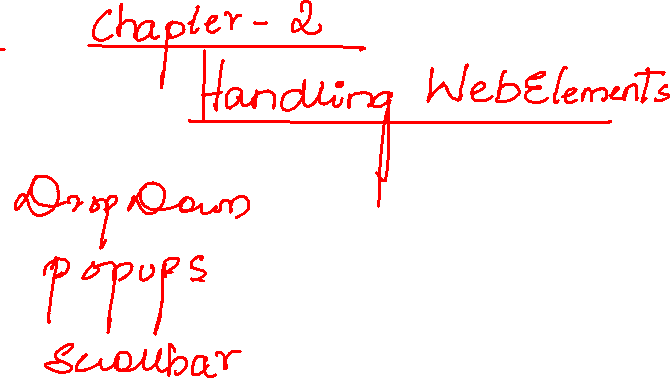 Chapter - 2
Handling WebElements
DropDown
Popups
Scrollbar